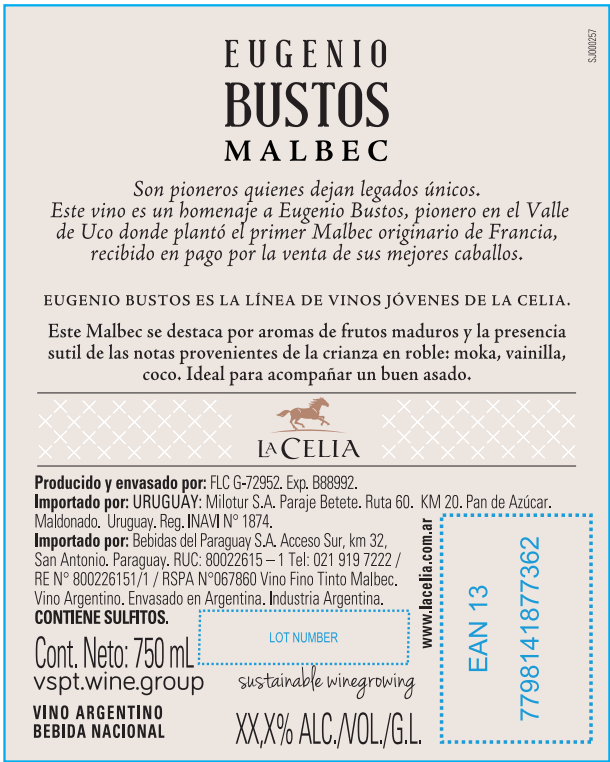 SJ000257
EUGENIO
BUSTOS
MALBEC
Son pioneros quienes dejan legados únicos.
Este vino es un homenaje a Eugenio Bustos, pionero en el Valle
de Uco donde plantó el primer Malbec originario de Francia,
recibido en pago por la venta de sus mejores caballos.
EUGENIO BUSTOS ES LA LÍNEA DE VINOS JÓVENES DE LA CELIA.
Este Malbec se destaca por aromas de frutos maduros y la presencia
sutil de las notas provenientes de la crianza en roble: moka, vainilla,
coco. Ideal para acompañar un buen asado.
LA CELIA
Producido y envasado por: FLC G-72952. Exp. B88992.
Importado por: URUGUAY: Milotur S.A. Paraje Betete. Ruta 60. KM 20. Pan de Azúcar.
Maldonado. Uruguay. Reg. INAVI N° 1874.
Importado por: Bebidas del Paraguay S.A. Acceso Sur, km 32,
San Antonio. Paraguay. RUC: 80022615 – 1 Tel: 021 919 7222 /
RE N° 800226151/1 / RSPA N°067860 Vino Fino Tinto Malbec.
Vino Argentino. Envasado en Argentina. Industria Argentina.
CONTIENE SULFITOS.
LOT NUMBER
Cont. Neto: 750 mL
vspt.wine.group
sustainable winegrowing
VINO ARGENTINO
BEBIDA NACIONAL
XX,X% ALC./VOL./G.L.
www.lacelia.com.ar
EAN 13
7798141877362